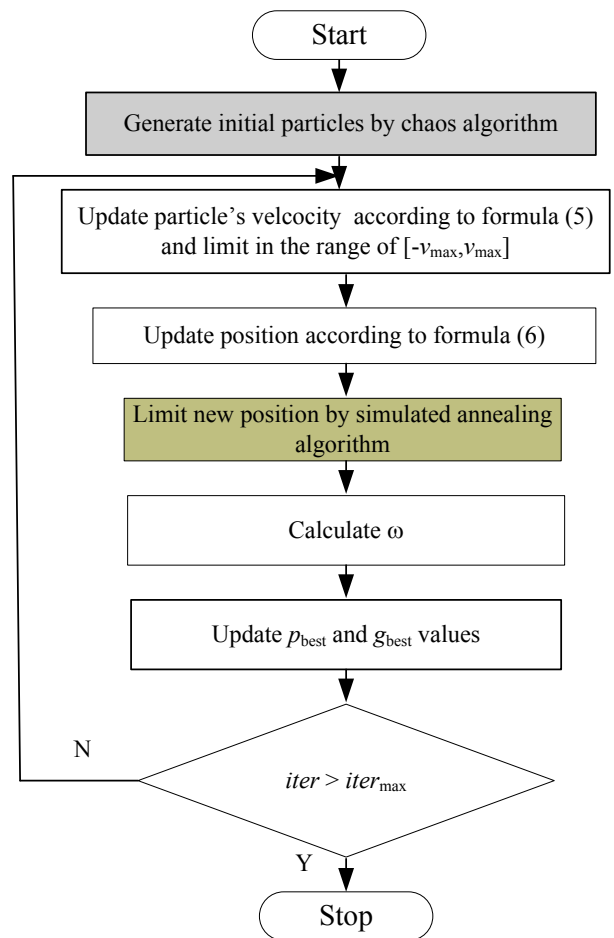 Start
Generate initial particles by chaos algorithm
Update particle's velcocity according to formula (5)
and limit in the range of [-vmax,vmax]
Update position according to formula (6)
Limit new position by simulated annealing
algorithm
Calculate ω
Update pbest and gbest values
N
iter > itermax
Y
Stop